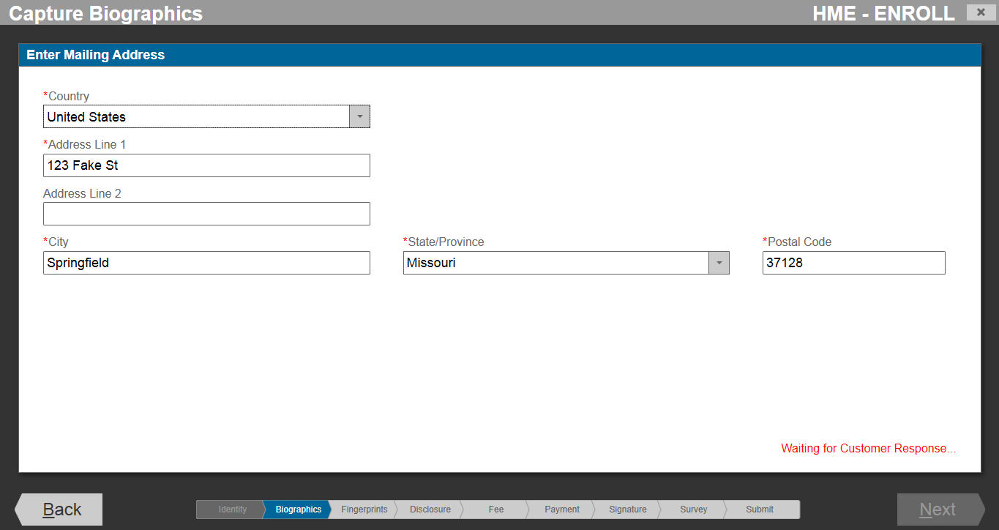 Capture Biographics
HME - ENROLL
Enter Mailing Address
*Country
United States
*Address Line 1
123 Fake St
Address Line 2
*City
*State/Province
*Postal Code
Springfield
Missouri
37128
Waiting for Customer Response...
Back
Identity
Biographics
Fingerprints
Disclosure
Fee
Payment
Signature
Survey
Submit
Next